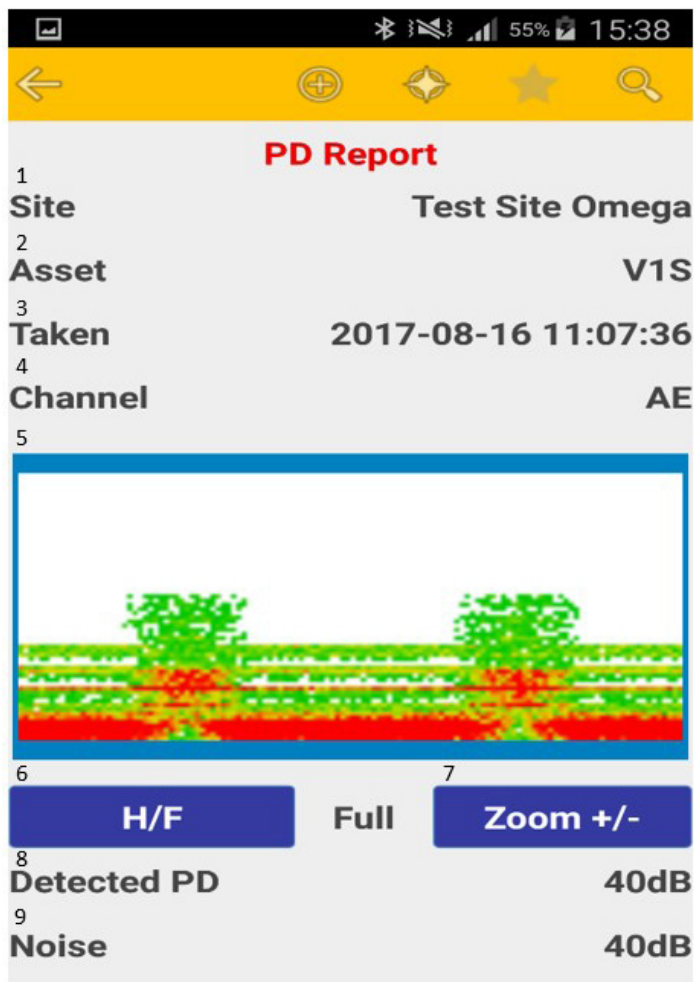 55% 15:38
PD Report
1
Site Test Site Omega
2
Asset V1S
3
Taken 2017-08-16 11:07:36
4
Channel AE
5
6 7
H/F Full Zoom +/-
8
Detected PD 40dB
9
Noise 40dB